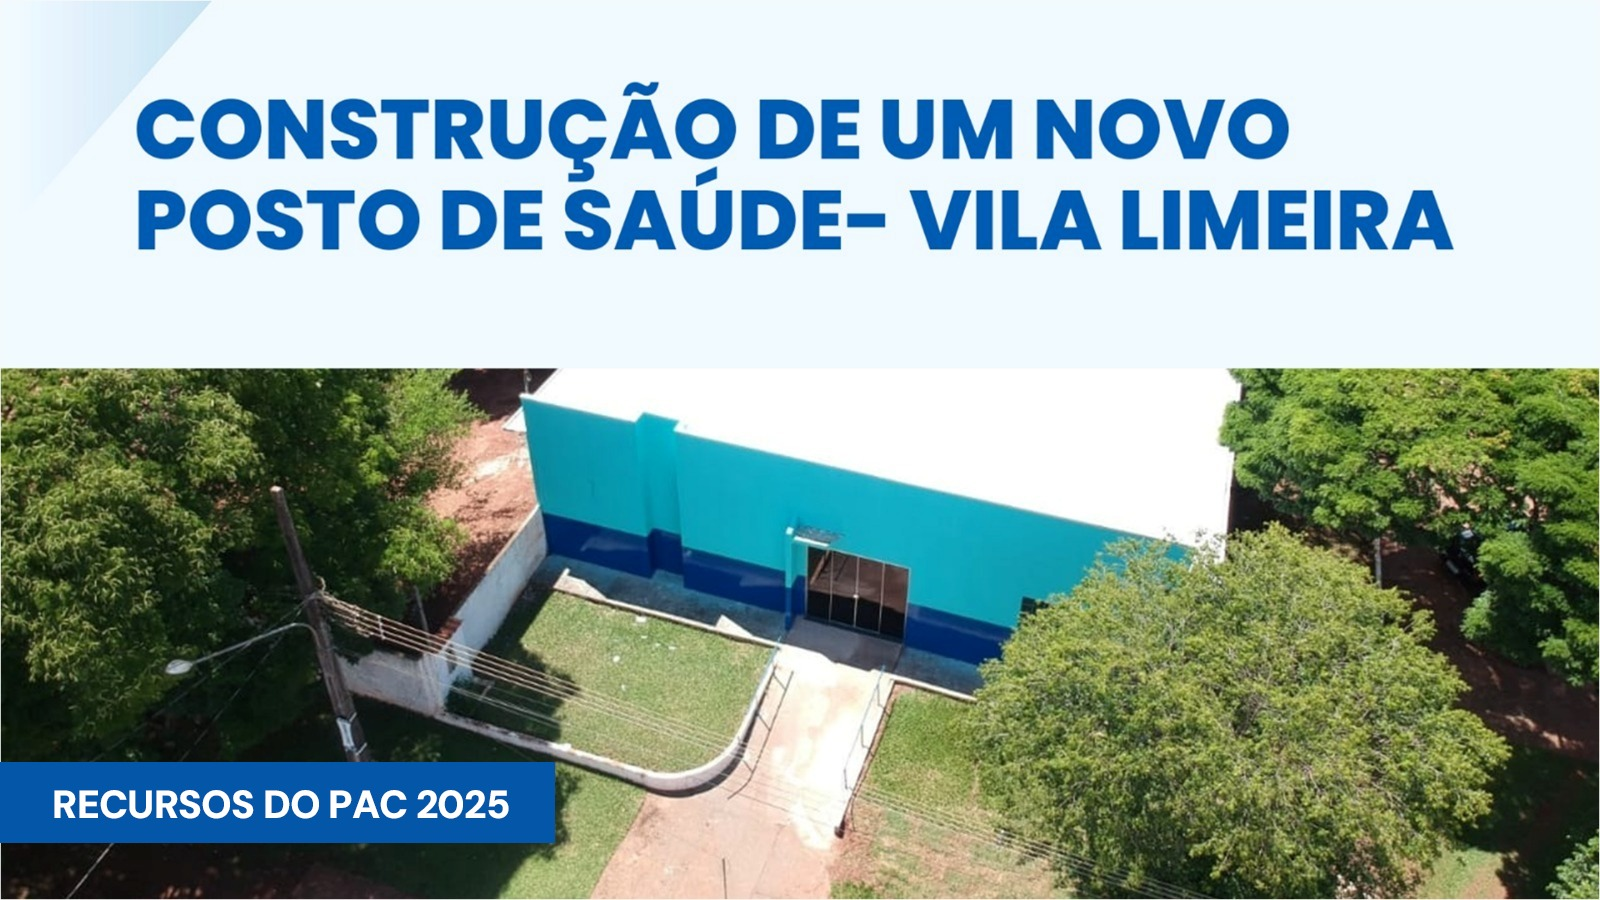 CONSTRUÇÃO DE UM NOVO
POSTO DE SAÚDE- VILA LIMEIRA
RECURSOS DO PAC 2025